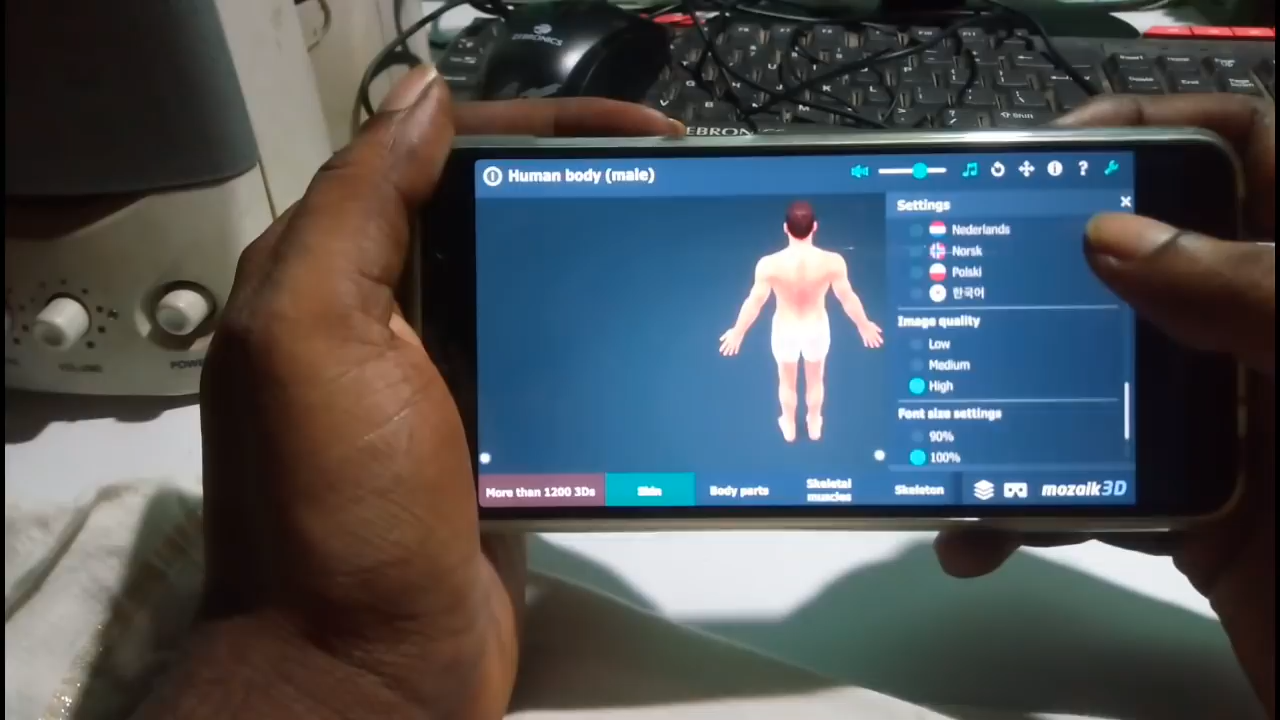 ZEBRONICS
Human body (male)
Settings
Nederlands
Norsk
Polski
한국어
Image quality
Low
Medium
High
Font size settings
90%
100%
More than 1200 3Ds
Skin
Body parts
Skeletal
muscles
Skeleton
mozaik3D